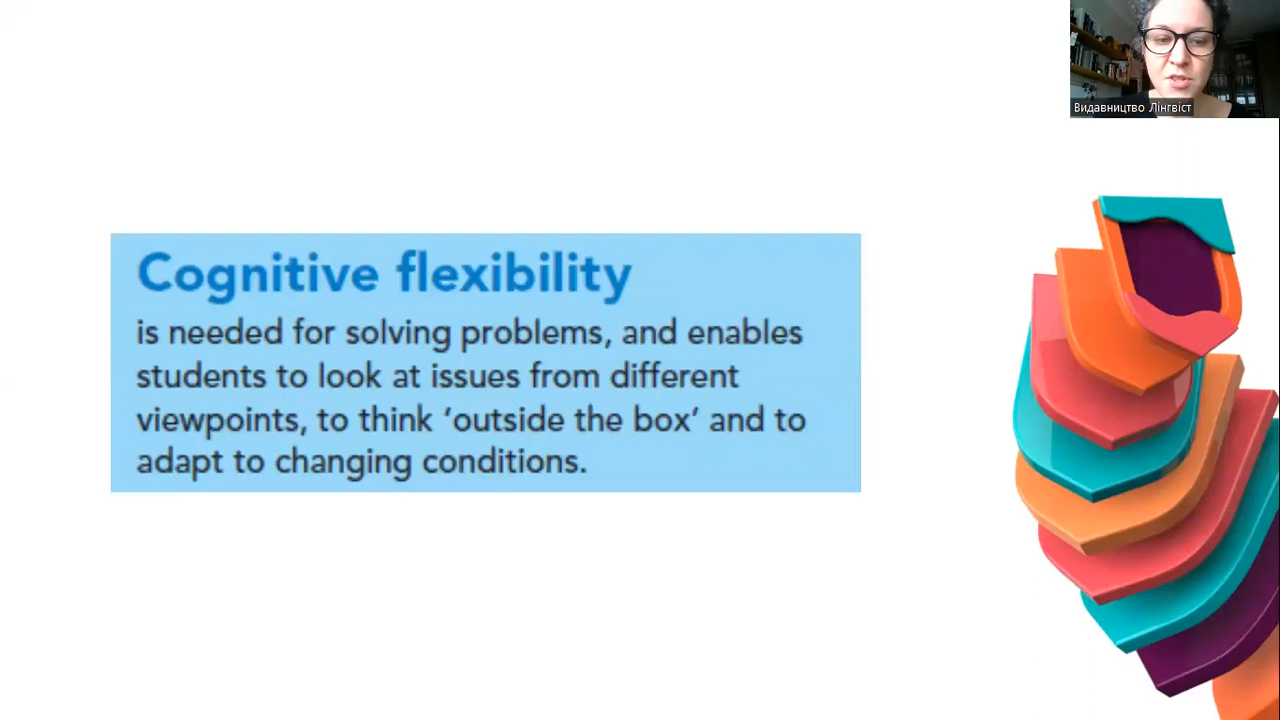 Видавництво Лінгвіст
Cognitive flexibility
is needed for solving problems, and enables
students to look at issues from different
viewpoints, to think ‘outside the box’ and to
adapt to changing conditions.